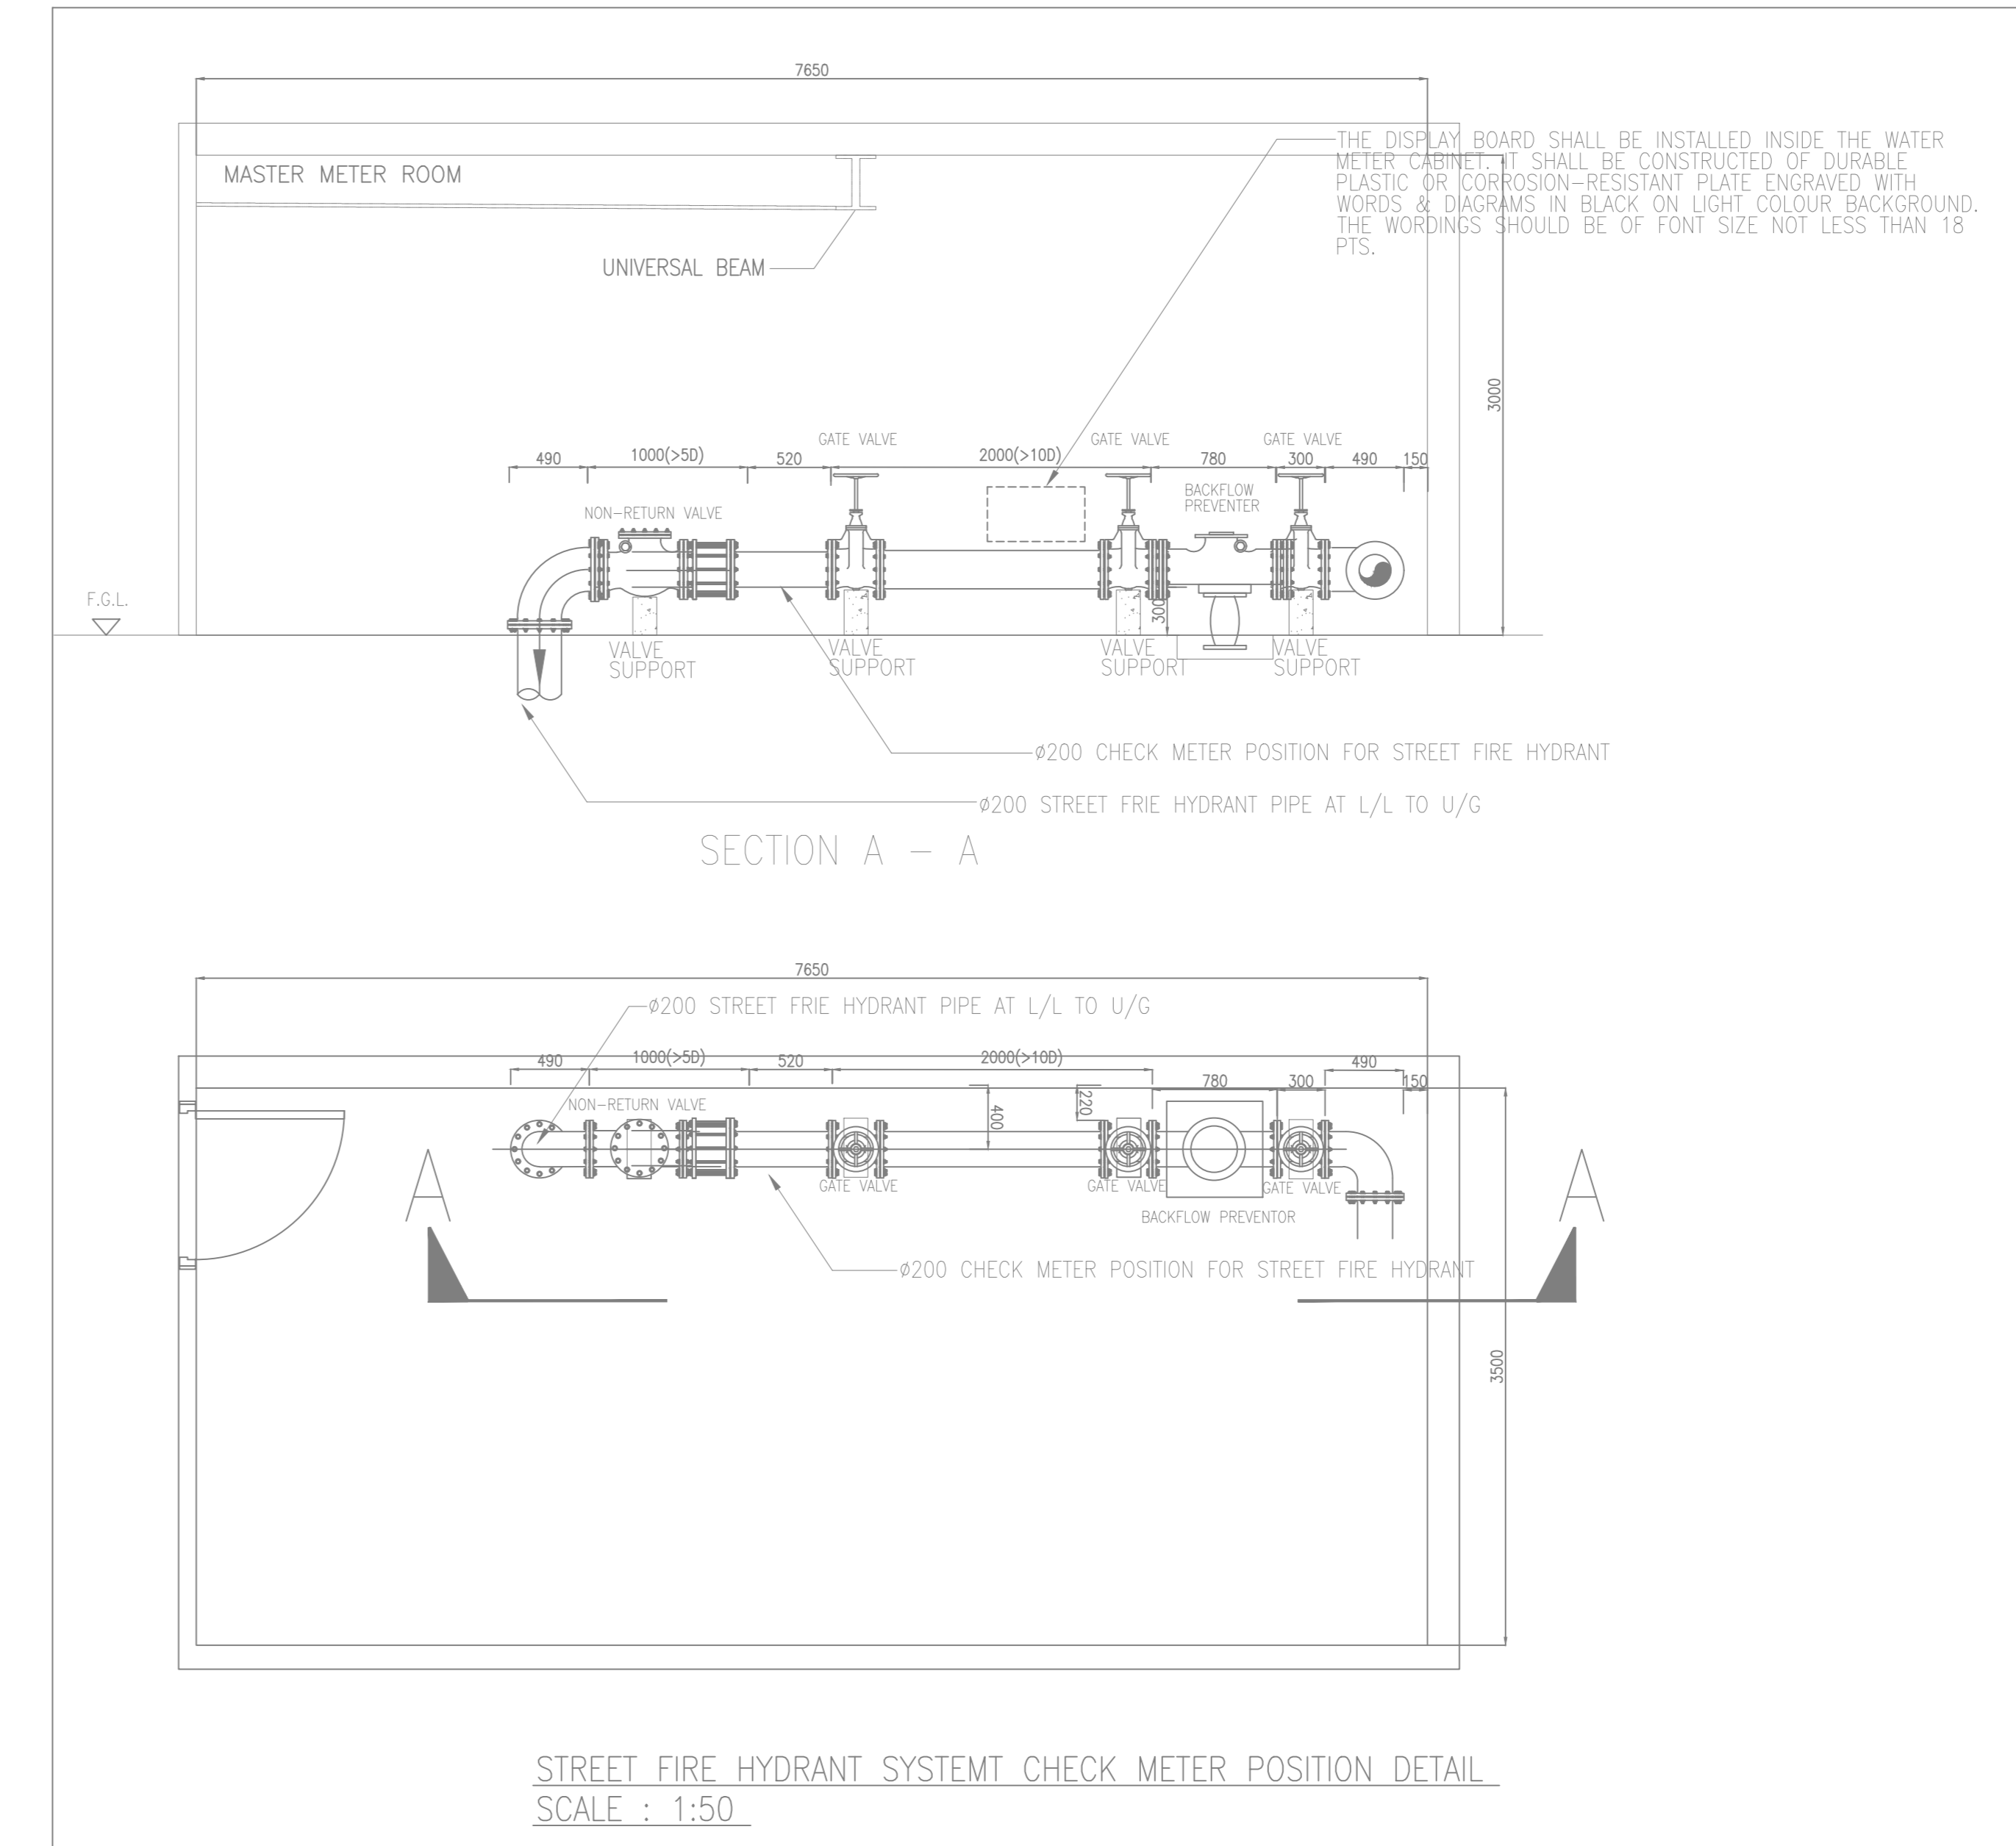 7650
MASTER METER ROOM
THE DISPLAY BOARD SHALL BE INSTALLED INSIDE THE WATER
METER CABINET. IT SHALL BE CONSTRUCTED OF DURABLE
PLASTIC OR CORROSION-RESISTANT PLATE ENGRAVED WITH
WORDS & DIAGRAMS IN BLACK ON LIGHT COLOUR BACKGROUND.
THE WORDINGS SHOULD BE OF FONT SIZE NOT LESS THAN 18
PTS.
UNIVERSAL BEAM
3000
GATE VALVE
GATE VALVE
GATE VALVE
490
1000(>5D)
520
2000(>10D)
780
300
490
150
NON-RETURN VALVE
BACKFLOW
PREVENTER
F.G.L.
300
VALVE
SUPPORT
VALVE
SUPPORT
VALVE
SUPPORT
VALVE
SUPPORT
ø200 CHECK METER POSITION FOR STREET FIRE HYDRANT
ø200 STREET FRIE HYDRANT PIPE AT L/L TO U/G
SECTION A - A
7650
ø200 STREET FRIE HYDRANT PIPE AT L/L TO U/G
490
1000(>5D)
520
2000(>10D)
780
300
490
150
NON-RETURN VALVE
400
220
GATE VALVE
GATE VALVE
GATE VALVE
BACKFLOW PREVENTOR
A
A
ø200 CHECK METER POSITION FOR STREET FIRE HYDRANT
3500
STREET FIRE HYDRANT SYSTEMT CHECK METER POSITION DETAIL
SCALE : 1:50